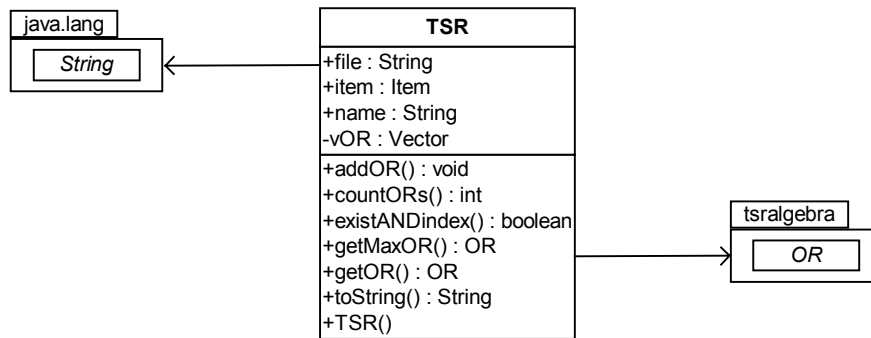 java.lang
String
TSR
+file : String
+item : Item
+name : String
-vOR : Vector
+addOR() : void
+countORs() : int
+existANDindex() : boolean
+getMaxOR() : OR
+getOR() : OR
+toString() : String
+TSR()
tsralgebra
OR